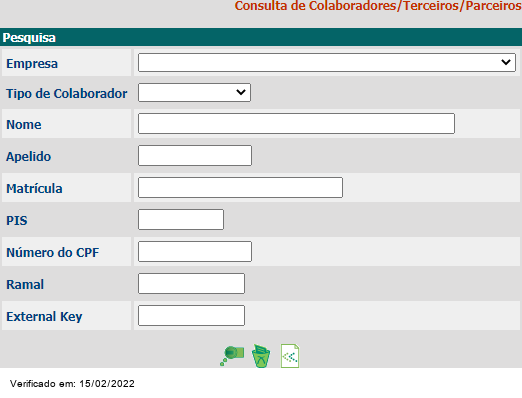 Consulta de Colaboradores/Terceiros/Parceiros
Pesquisa
Empresa
Tipo de Colaborador
Nome
Apelido
Matrícula
PIS
Número do CPF
Ramal
External Key
Verificado em: 15/02/2022